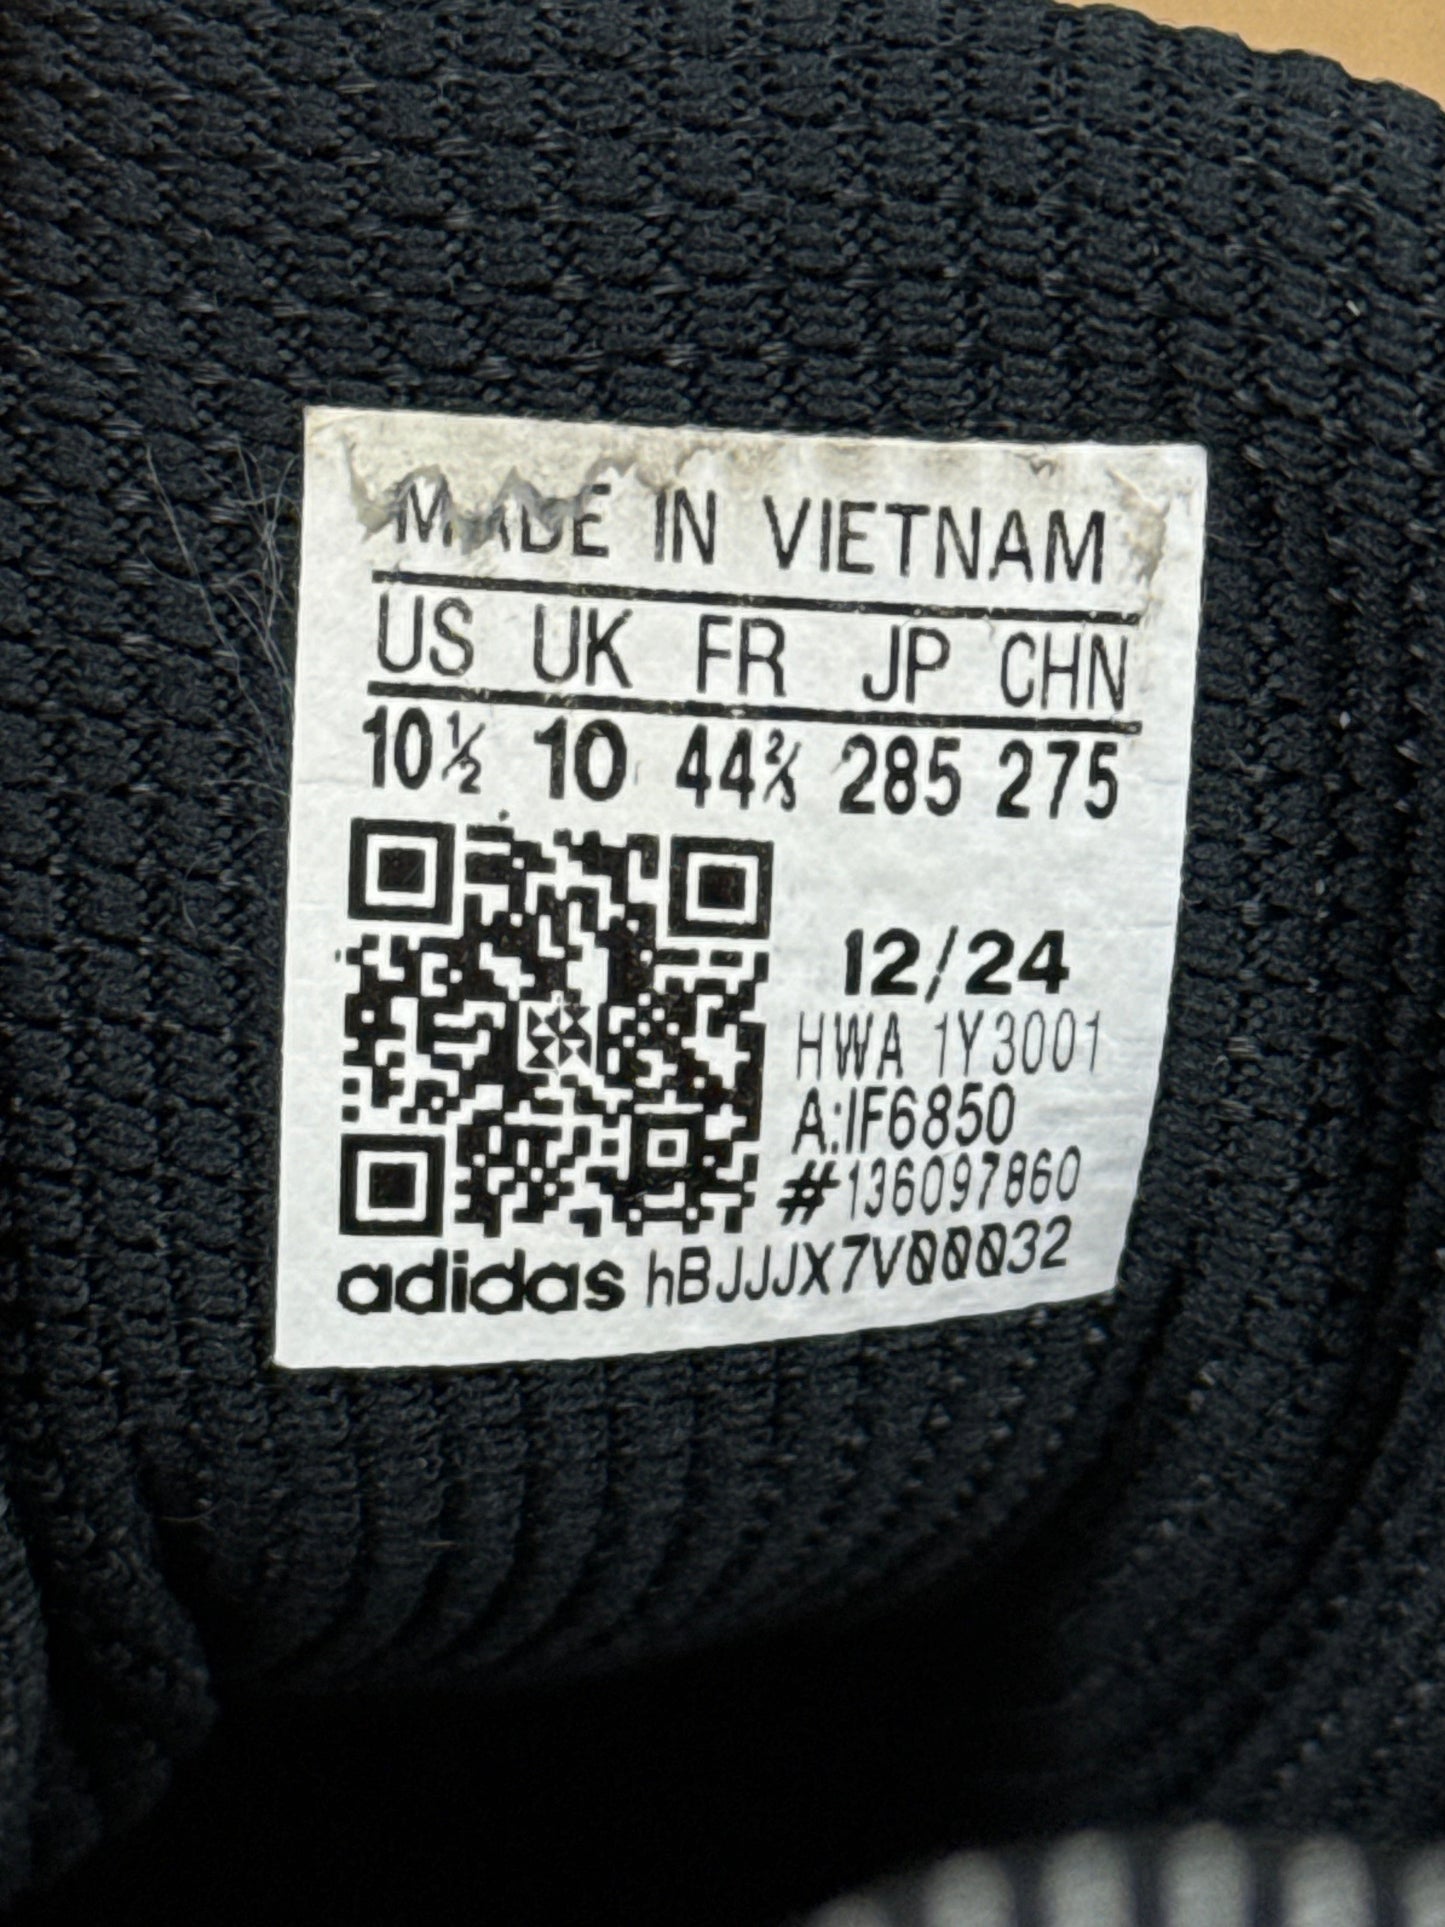 MADE IN VIETNAM
US UK FR JP CHN
10½ 10 44⅔ 285 275
12/24
HWA 1Y3001
A:IF6850
#136097860
adidas hBJJJX7V00032